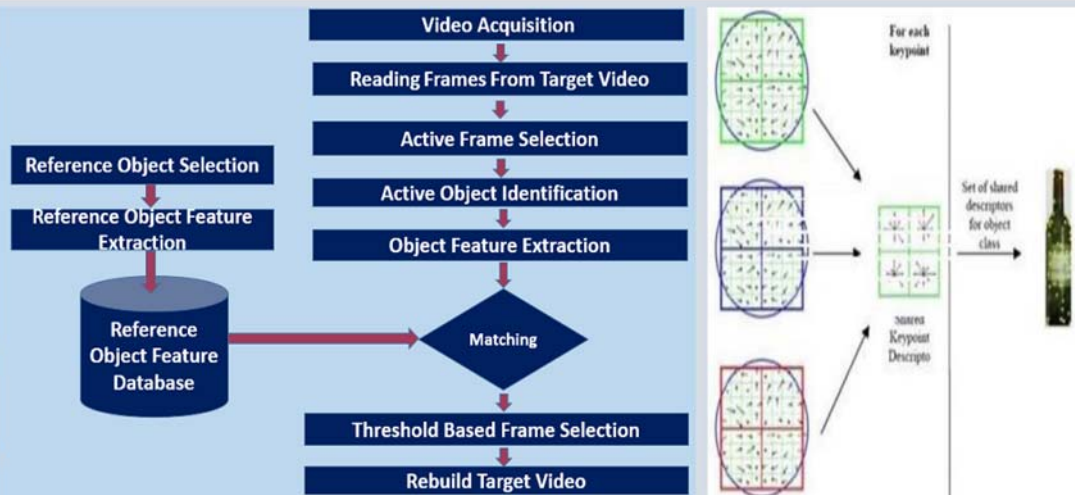 Video Acquisition
Reading Frames From Target Video
Active Frame Selection
Active Object Identification
Object Feature Extraction
Reference Object Selection
Reference Object Feature
Extraction
Reference
Object Feature
Database
Matching
Threshold Based Frame Selection
Rebuild Target Video
For each
keypoint
Shared
Keypoint
Descripto
Set of shared
descriptors
for object
class